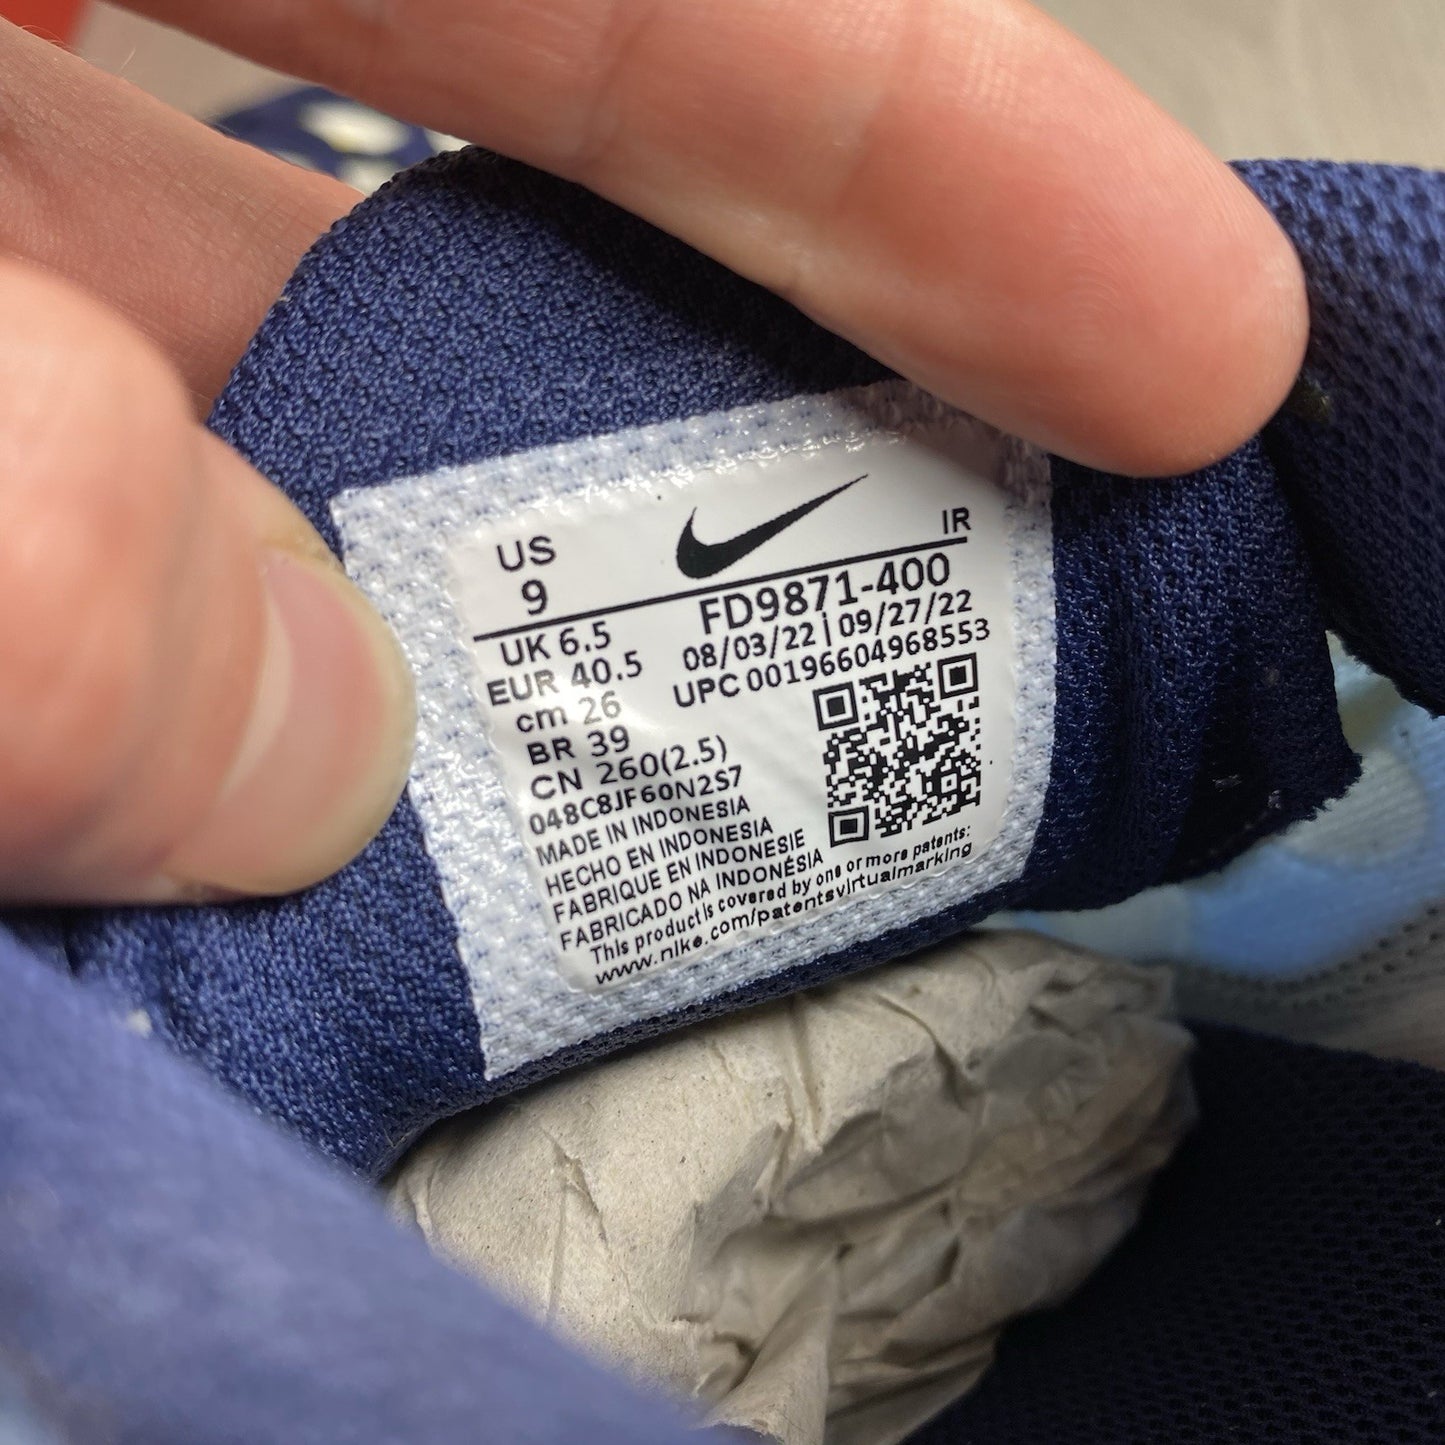 US
9
IR
UK 6.5
EUR 40.5
cm 26
BR 39
CN 260(2.5)
FD9871-400
08/03/22 | 09/27/22
UPC 00196604968553
048C8JF60N2S7
MADE IN INDONESIA
HECHO EN INDONESIA
FABRIQUE EN INDONESIE
FABRICADO NA INDONÉSIA
This product is covered by one or more patents:
www.nike.com/patentsvirtualmarking